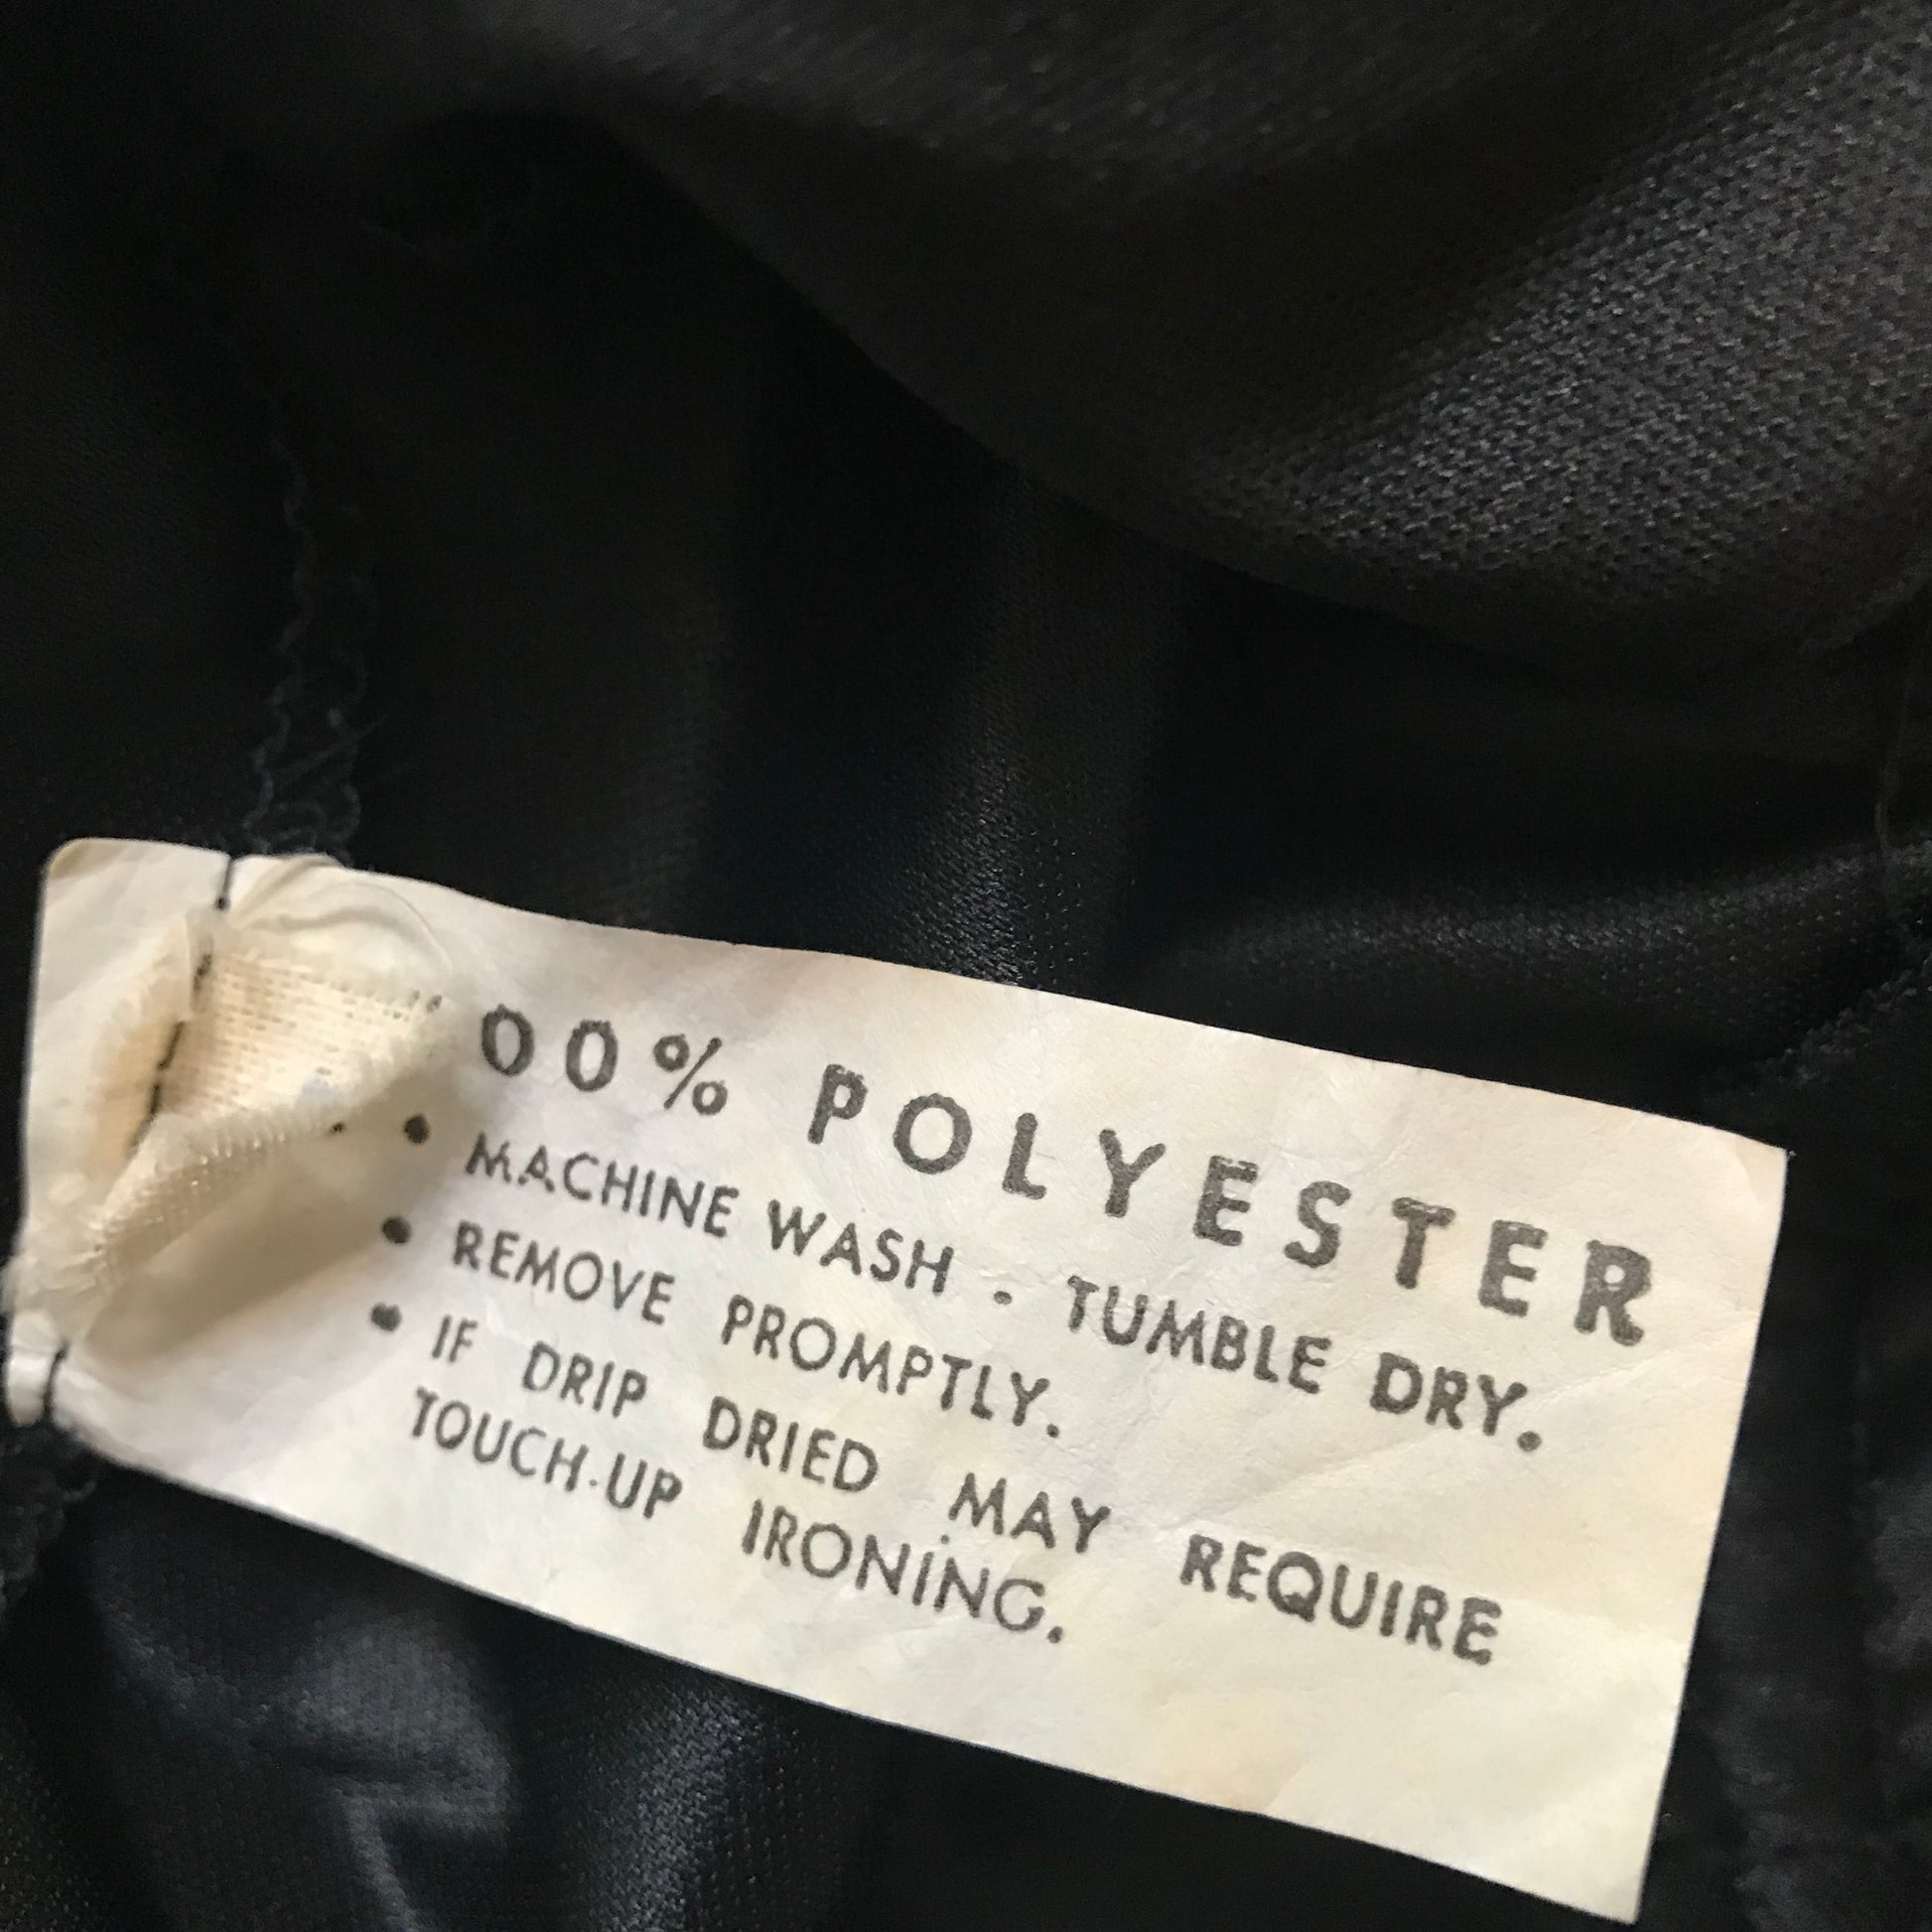 00% POLYESTER
• MACHINE WASH - TUMBLE DRY.
• REMOVE PROMPTLY.
• IF DRIP DRIED MAY REQUIRE
TOUCH-UP IRONING.